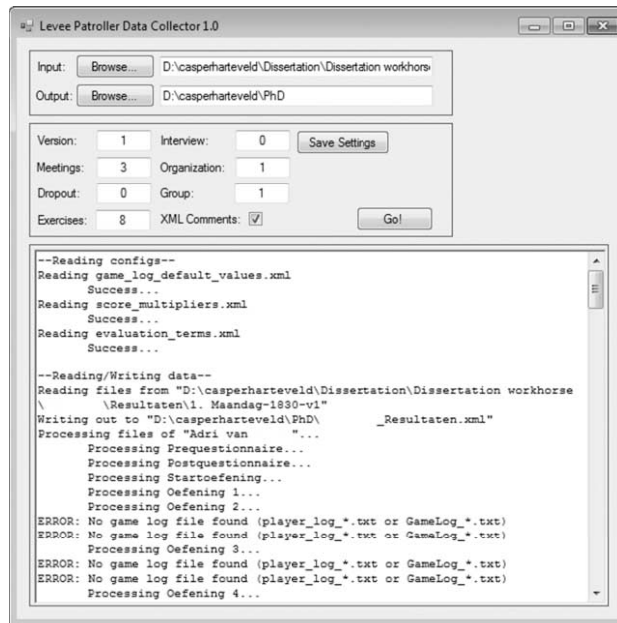 Levee Patroller Data Collector 1.0
Input: Browse... D:\casperharteveld\Dissertation\Dissertation workhors
Output: Browse... D:\casperharteveld\PhD
Version: 1 Interview: 0 Save Settings
Meetings: 3 Organization: 1
Dropout: 0 Group: 1
Exercises: 8 XML Comments: Go!
--Reading configs--
Reading game_log_default_values.xml
Success...
Reading score_multipliers.xml
Success...
Reading evaluation_terms.xml
Success...
--Reading/Writing data--
Reading files from "D:\casperharteveld\Dissertation\Dissertation workhorse
\ \Resultaten\1. Maandag-1830-v1"
Writing out to "D:\casperharteveld\PhD\ _Resultaten.xml"
Processing files of "Adri van "...
Processing Prequestionnaire...
Processing Postquestionnaire...
Processing Startoefening...
Processing Oefening 1...
Processing Oefening 2...
ERROR: No game log file found (player_log_*.txt or GameLog_*.txt)
ERROR: No game log file found (player_log_*.txt or GameLog_*.txt)
Processing Oefening 3...
ERROR: No game log file found (player_log_*.txt or GameLog_*.txt)
ERROR: No game log file found (player_log_*.txt or GameLog_*.txt)
Processing Oefening 4...